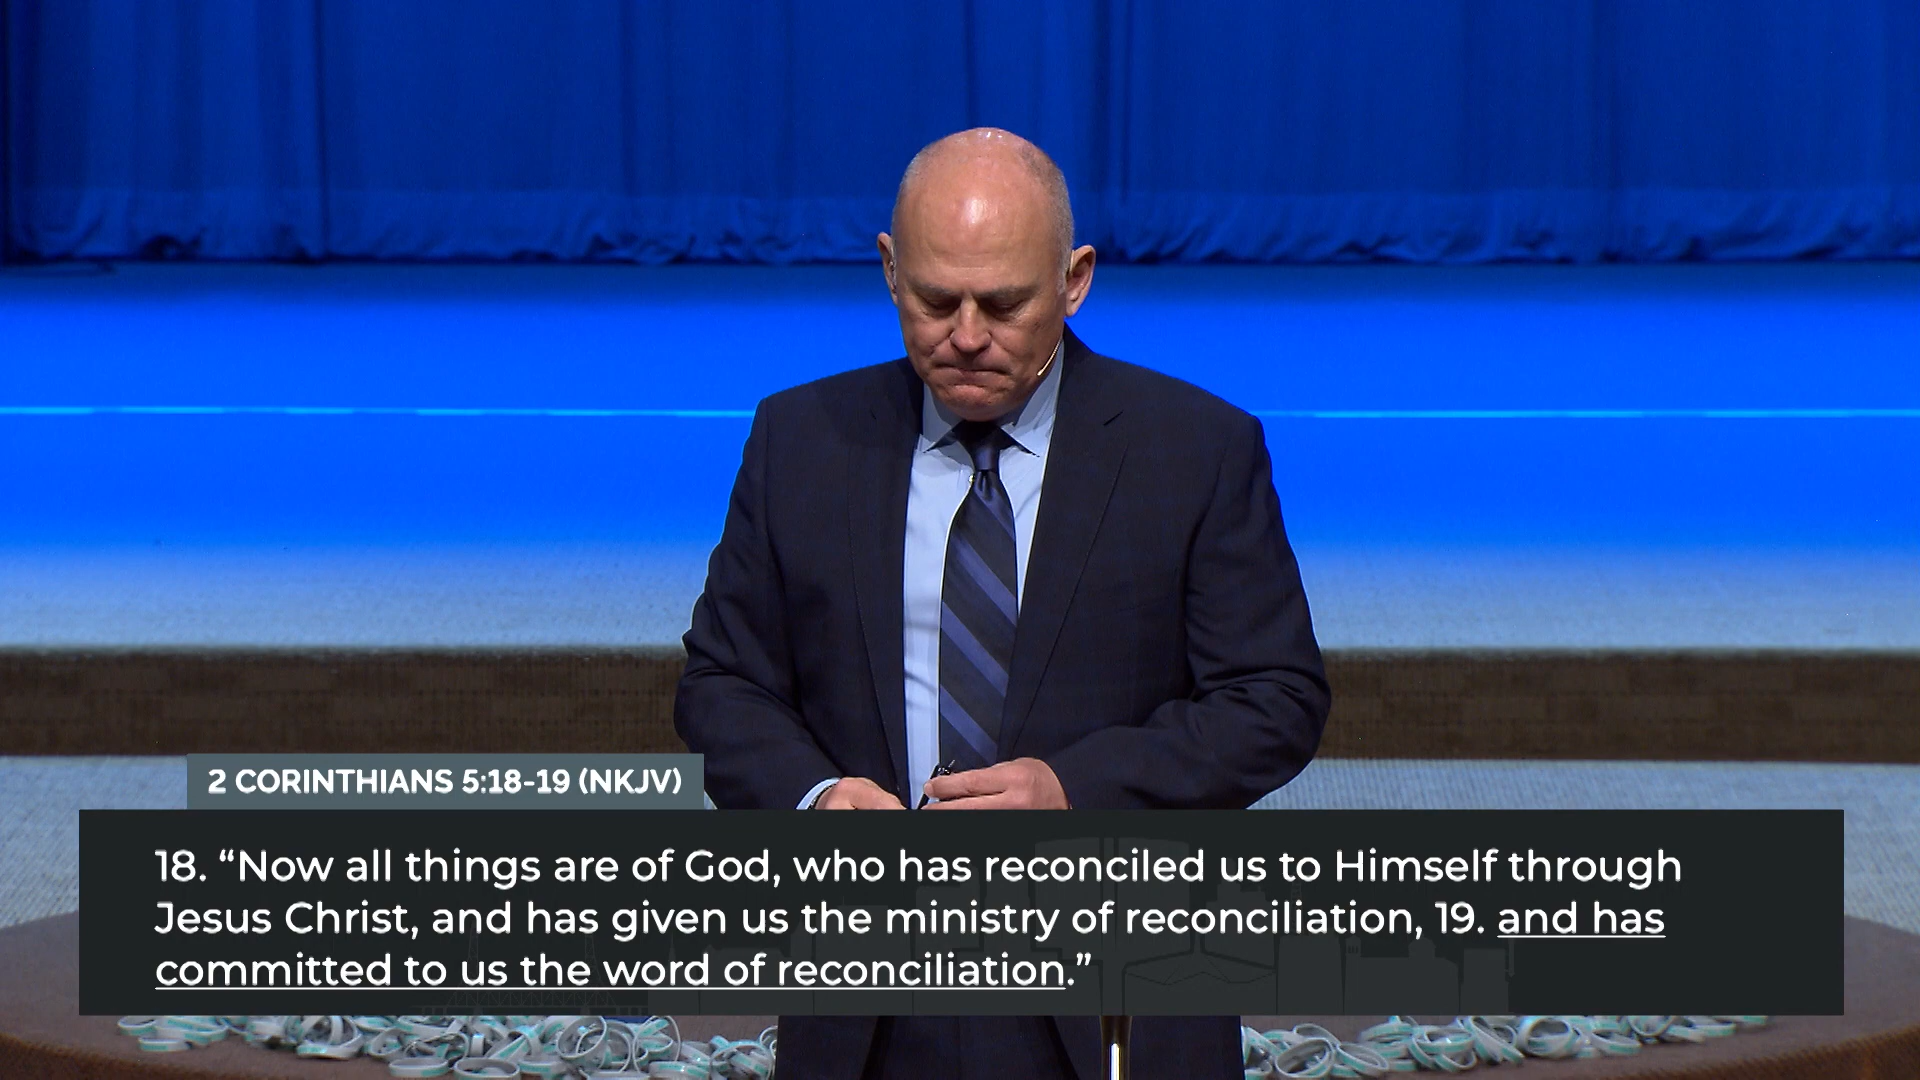 2 CORINTHIANS 5:18-19 (NKJV)
18. “Now all things are of God, who has reconciled us to Himself through
Jesus Christ, and has given us the ministry of reconciliation, 19. and has
committed to us the word of reconciliation.”